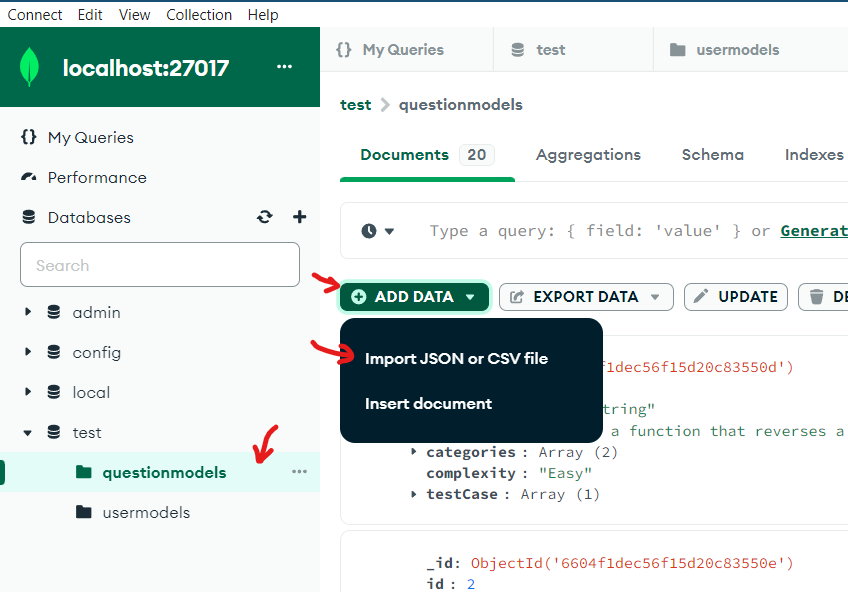 Connect Edit View Collection Help
localhost:27017 ...
{} My Queries
test
usermodels
{} My Queries
Performance
Databases
Search
admin
config
local
test
questionmodels ...
usermodels
test > questionmodels
Documents 20
Aggregations
Schema
Indexes
Type a query: { field: 'value' } or Generat
ADD DATA
EXPORT DATA
UPDATE
DE
Import JSON or CSV file
Insert document
f1dec56f15d20c83550d')
tring"
a function that reverses a
categories : Array (2)
complexity : "Easy"
testCase : Array (1)
_id: ObjectId('6604f1dec56f15d20c83550e')
id : 2